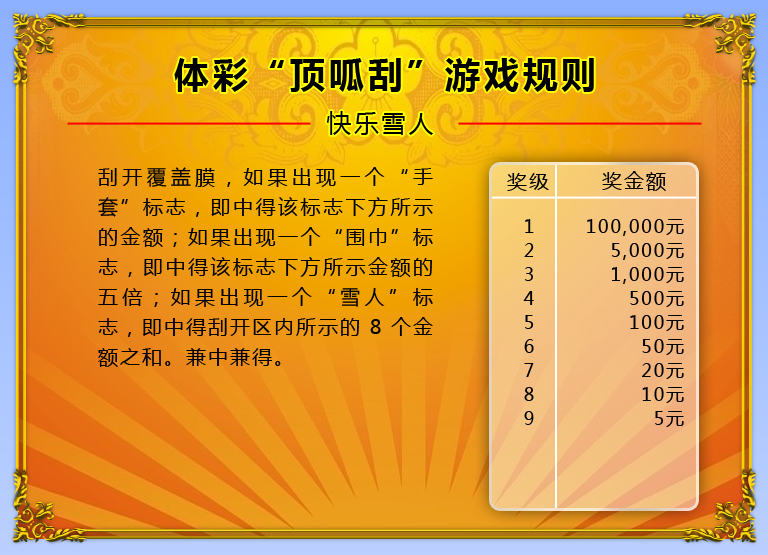 体彩“顶呱刮”游戏规则
快乐雪人
刮开覆盖膜，如果出现一个“手
套”标志，即中得该标志下方所示
的金额；如果出现一个“围巾”标
志，即中得该标志下方所示金额的
五倍；如果出现一个“雪人”标
志，即中得刮开区内所示的 8 个金
额之和。兼中兼得。
奖级 奖金额
1 100,000元
2 5,000元
3 1,000元
4 500元
5 100元
6 50元
7 20元
8 10元
9 5元